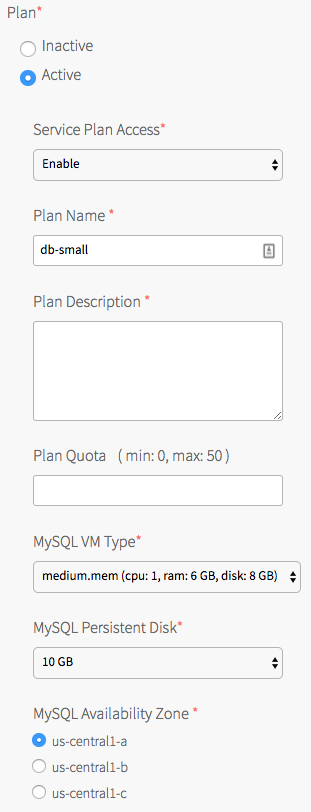 Plan*
Inactive
Active
Service Plan Access*
Enable
Plan Name *
db-small
Plan Description *
Plan Quota ( min: 0, max: 50 )
MySQL VM Type*
medium.mem (cpu: 1, ram: 6 GB, disk: 8 GB)
MySQL Persistent Disk*
10 GB
MySQL Availability Zone *
us-central1-a
us-central1-b
us-central1-c